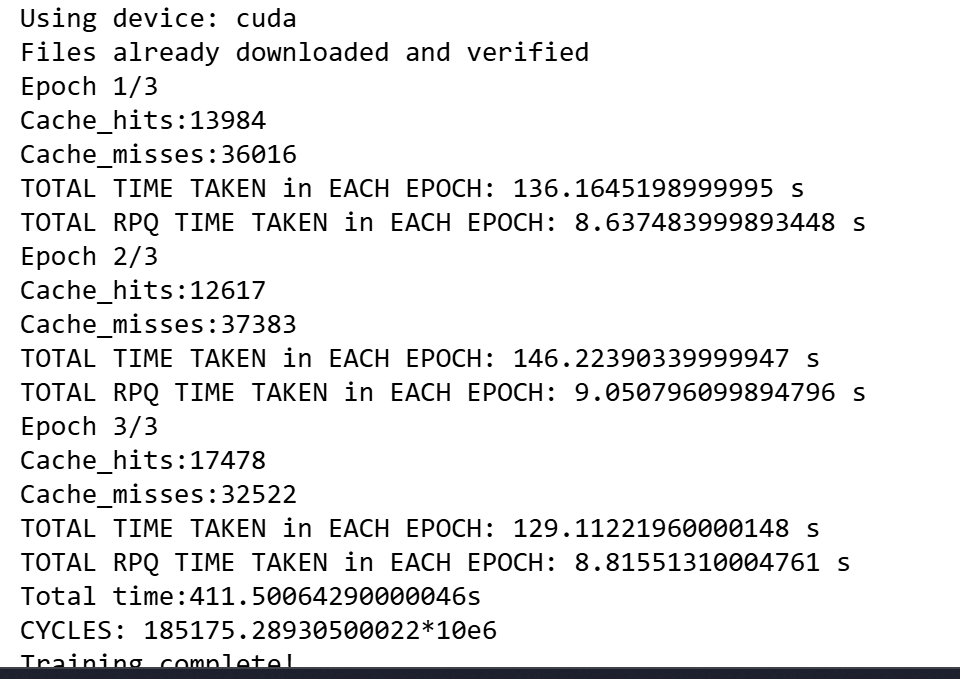 Using device: cuda
Files already downloaded and verified
Epoch 1/3
Cache_hits:13984
Cache_misses:36016
TOTAL TIME TAKEN in EACH EPOCH: 136.1645198999995 s
TOTAL RPQ TIME TAKEN in EACH EPOCH: 8.637483999893448 s
Epoch 2/3
Cache_hits:12617
Cache_misses:37383
TOTAL TIME TAKEN in EACH EPOCH: 146.22390339999947 s
TOTAL RPQ TIME TAKEN in EACH EPOCH: 9.050796099894796 s
Epoch 3/3
Cache_hits:17478
Cache_misses:32522
TOTAL TIME TAKEN in EACH EPOCH: 129.11221960000148 s
TOTAL RPQ TIME TAKEN in EACH EPOCH: 8.81551310004761 s
Total time:411.50064290000046s
CYCLES: 185175.28930500022*10e6
Training complete!